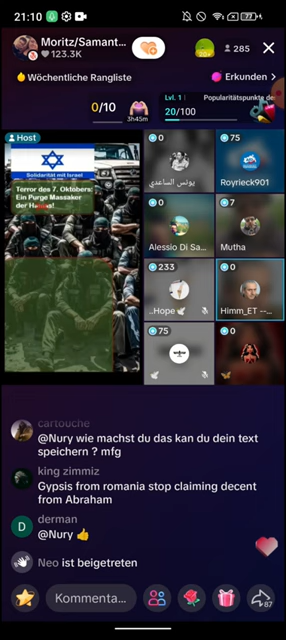 21:10
77
Moritz/Samant...
123.3K
20+
285
Wöchentliche Rangliste
Erkunden >
0/10
3h45m
Lvl. 1
Popularitätspunkte de
20/100
Host
Solidarität mit Israel
Terror des 7. Oktobers:
Ein Purge Massaker
der Hamas!
0
يونس الساعدي
75
Royrieck901
0
Alessio Di Sa...
7
Mutha
233
..Hope
0
Himm_ET --...
75
0
cartouche
@Nury wie machst du das kan du dein text
speichern ? mfg
king zimmiz
Gypsis from romania stop claiming decent
from Abraham
D
derman
@Nury 👍
Neo ist beigetreten
Kommenta...
87